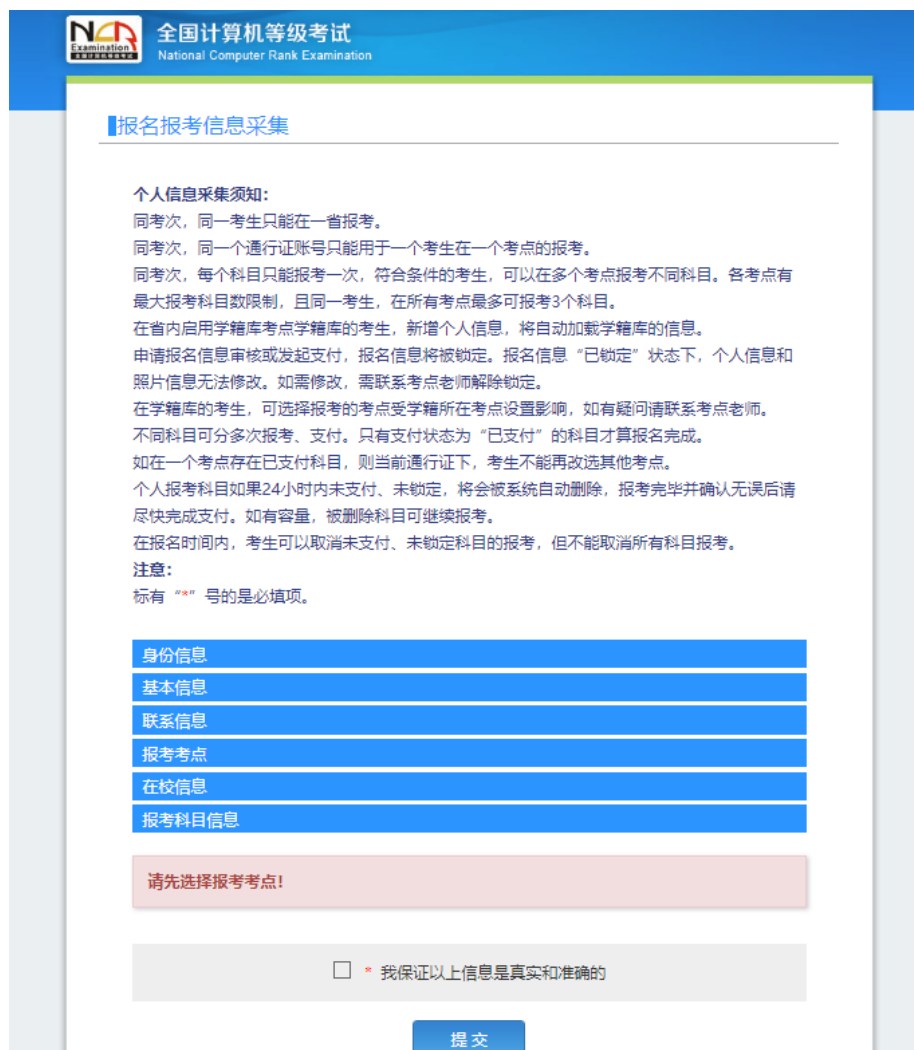 NCR
Examination
全国计算机等级考试
National Computer Rank Examination
报名报考信息采集
个人信息采集须知：
同考次，同一考生只能在一省报考。
同考次，同一个通行证账号只能用于一个考生在一个考点的报考。
同考次，每个科目只能报考一次，符合条件的考生，可以在多个考点报考不同科目。各考点有
最大报考科目数限制，且同一考生，在所有考点最多可报考3个科目。
在省内启用学籍库考点学籍库的考生，新增个人信息，将自动加载学籍库的信息。
申请报名信息审核或发起支付，报名信息将被锁定。报名信息“已锁定”状态下，个人信息和
照片信息无法修改。如需修改，需联系考点老师解除锁定。
在学籍库的考生，可选择报考的考点受学籍所在考点设置影响，如有疑问请联系考点老师。
不同科目可分多次报考、支付。只有支付状态为“已支付”的科目才算报名完成。
如在一个考点存在已支付科目，则当前通行证下，考生不能再改选其他考点。
个人报考科目如果24小时内未支付、未锁定，将会被系统自动删除，报考完毕并确认无误后请
尽快完成支付。如有容量，被删除科目可继续报考。
在报名时间内，考生可以取消未支付、未锁定科目的报考，但不能取消所有科目报考。
注意：
标有“*”号的是必填项。
身份信息
基本信息
联系信息
报考考点
在校信息
报考科目信息
请先选择报考考点!
* 我保证以上信息是真实和准确的
提交